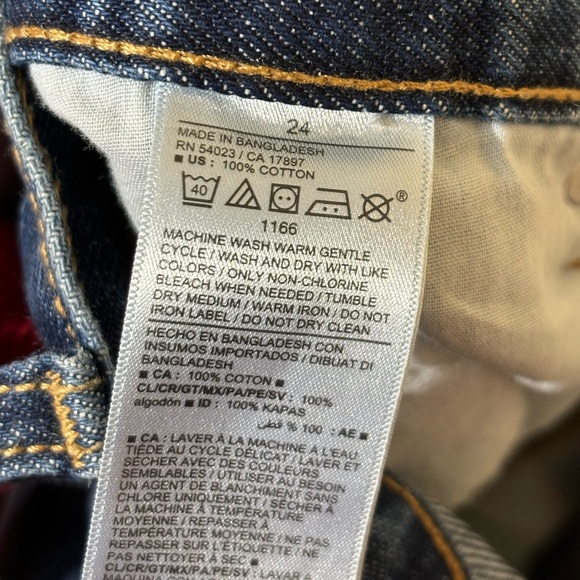 24
MADE IN BANGLADESH
RN 54023 / CA 17897
■ US : 100% COTTON
40
®
1166
MACHINE WASH WARM GENTLE
CYCLE / WASH AND DRY WITH LIKE
COLORS / ONLY NON-CHLORINE
BLEACH WHEN NEEDED / TUMBLE
DRY MEDIUM / WARM IRON / DO NOT
IRON LABEL / DO NOT DRY CLEAN
HECHO EN BANGLADESH CON
INSUMOS IMPORTADOS / DIBUAT DI
BANGLADESH
■ CA : 100% COTON ■
CL/CR/GT/MX/PA/PE/SV : 100%
algodón ■ ID : 100% KAPAS
■ AE : 100 % قطن
■ CA : LAVER À LA MACHINE À L'EAU
TIÈDE AU CYCLE DÉLICAT / LAVER ET
SÉCHER AVEC DES COULEURS
SEMBLABLES / UTILISER AU BESOIN
UN AGENT DE BLANCHIMENT SANS
CHLORE UNIQUEMENT / SÉCHER À
LA MACHINE À TEMPÉRATURE
MOYENNE / REPASSER À
TEMPÉRATURE MOYENNE / NE PAS
REPASSER SUR L'ÉTIQUETTE / NE
PAS NETTOYER À SEC ■
CL/CR/GT/MX/PA/PE/SV :